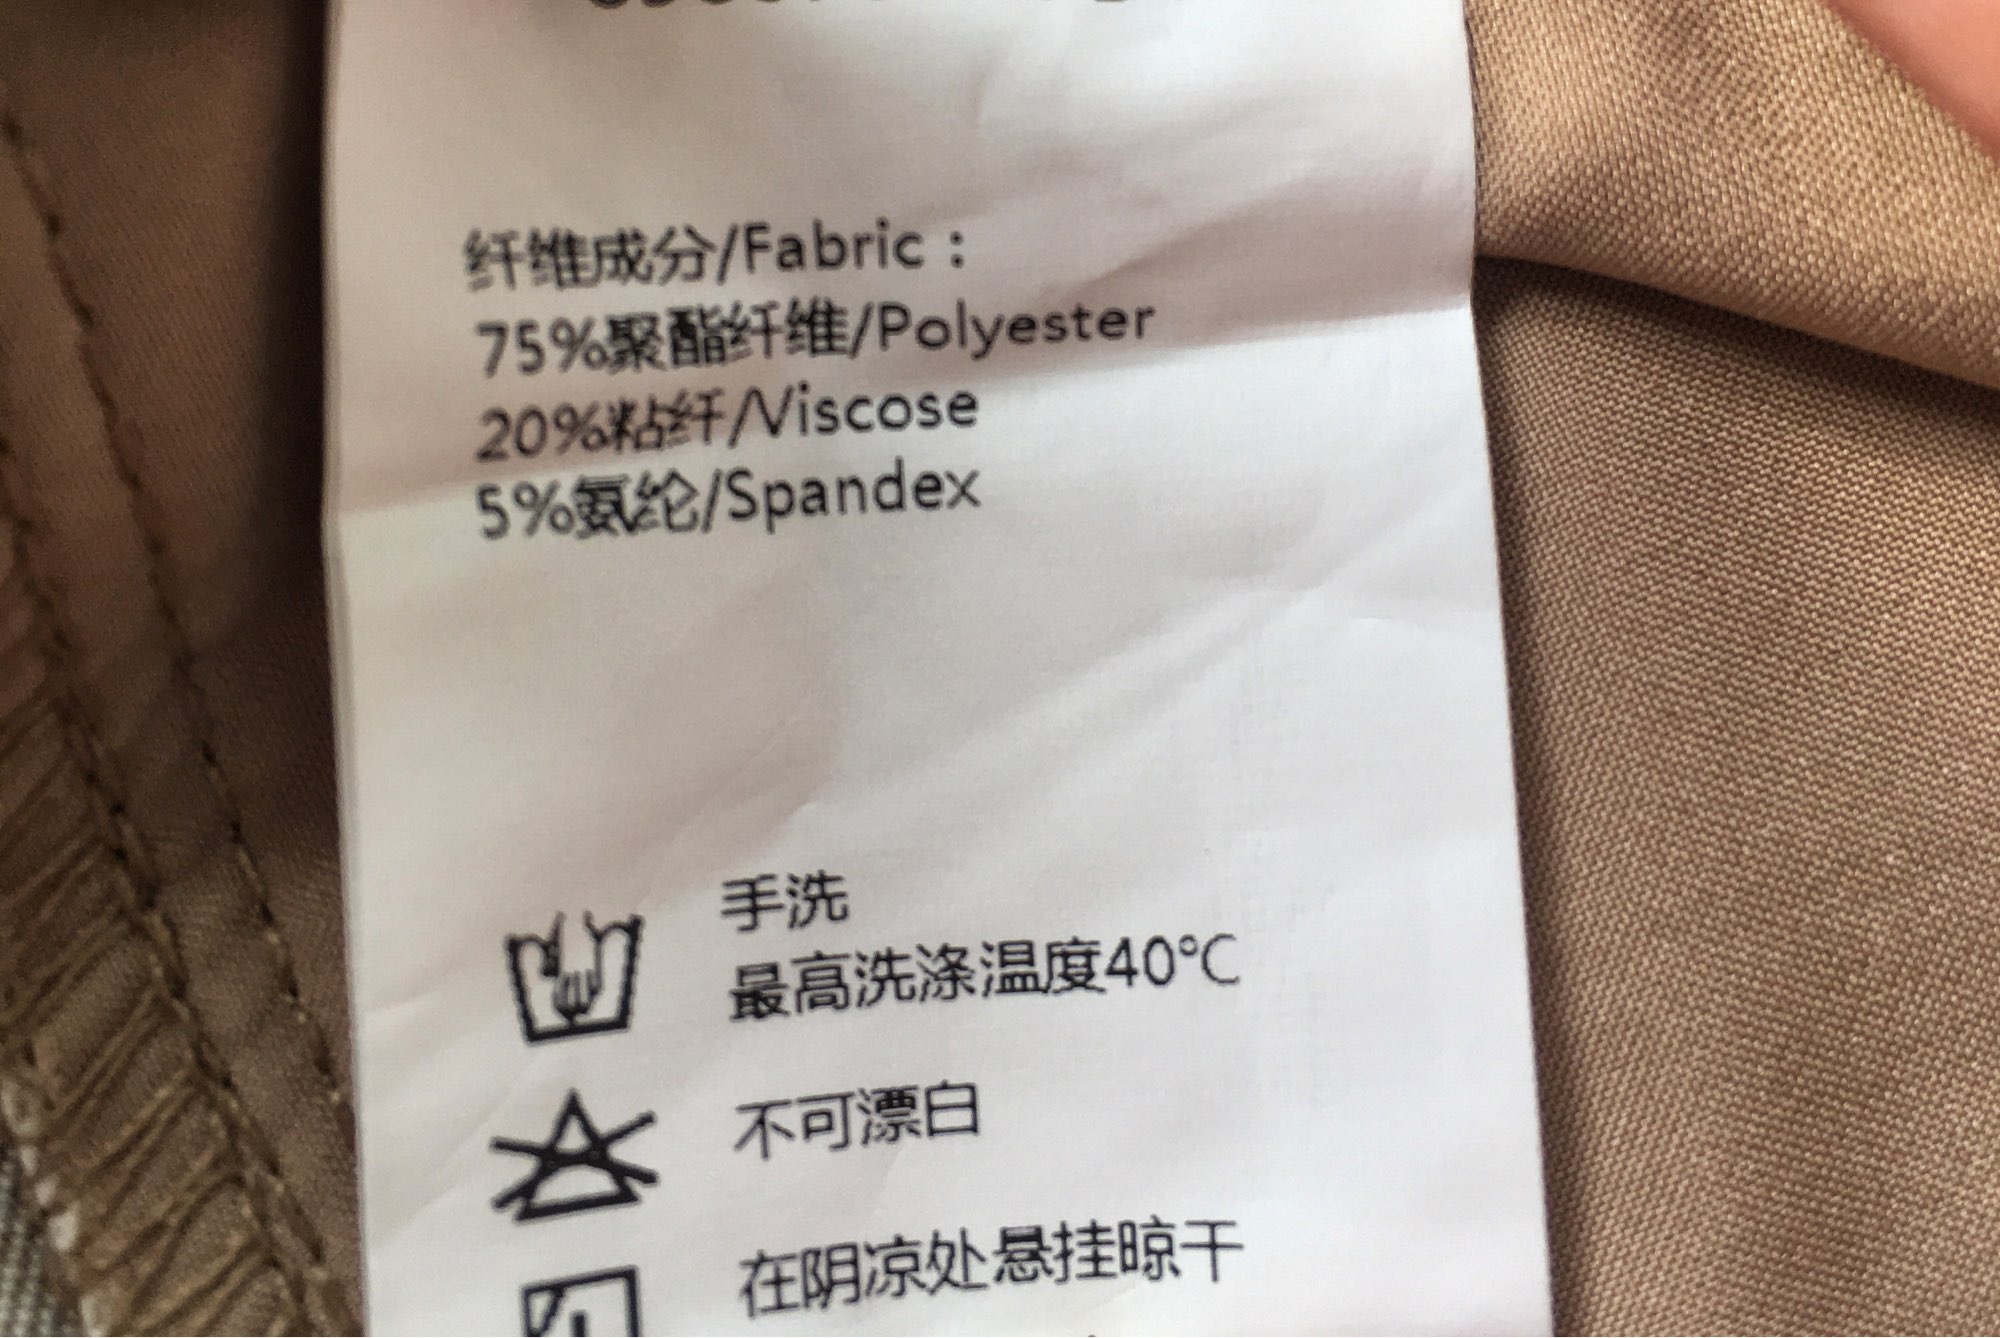 纤维成分/Fabric：
75%聚酯纤维/Polyester
20%粘纤/Viscose
5%氨纶/Spandex
手洗
最高洗涤温度40℃
不可漂白
在阴凉处悬挂晾干